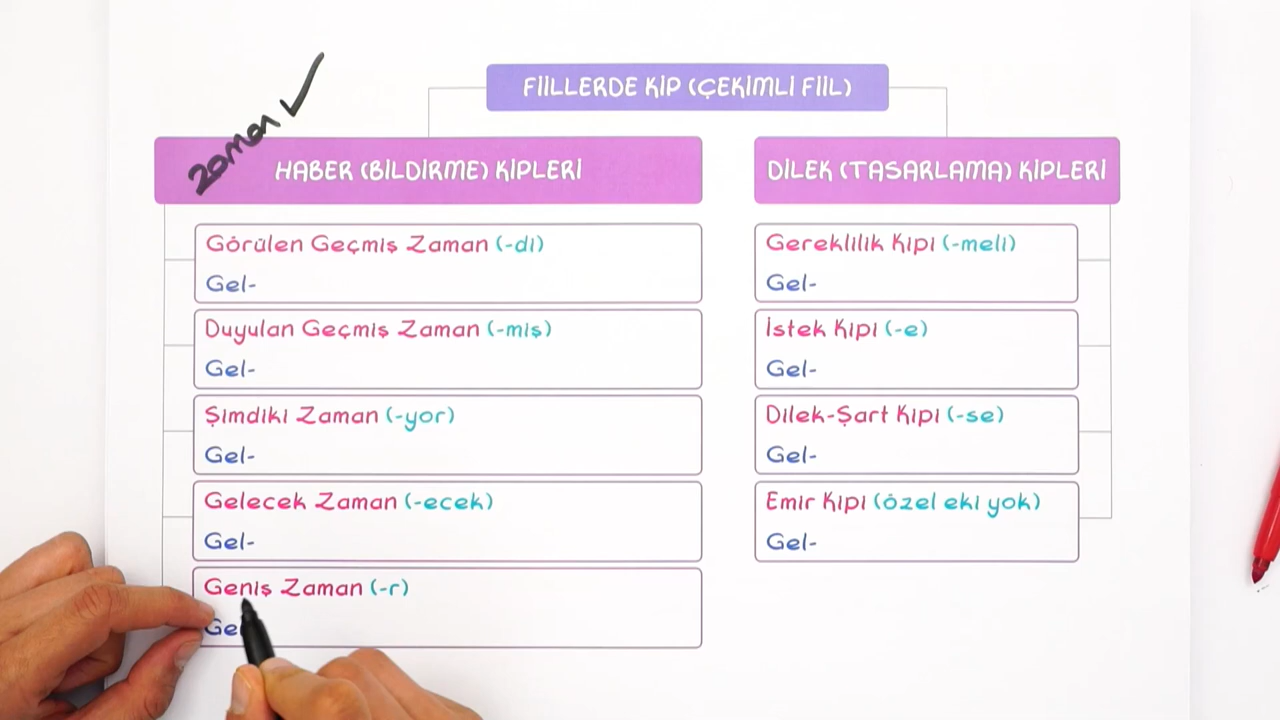 FİİLLERDE KİP (ÇEKİMLİ FİİL)
Zaman ✓
HABER (BİLDİRME) KİPLERİ
Görülen Geçmiş Zaman (-di)
Gel-
Duyulan Geçmiş Zaman (-miş)
Gel-
Şimdiki Zaman (-yor)
Gel-
Gelecek Zaman (-ecek)
Gel-
Geniş Zaman (-r)
DİLEK (TASARLAMA) KİPLERİ
Gereklilik Kipi (-meli)
Gel-
İstek Kipi (-e)
Gel-
Dilek-Şart Kipi (-se)
Gel-
Emir Kipi (özel eki yok)
Gel-